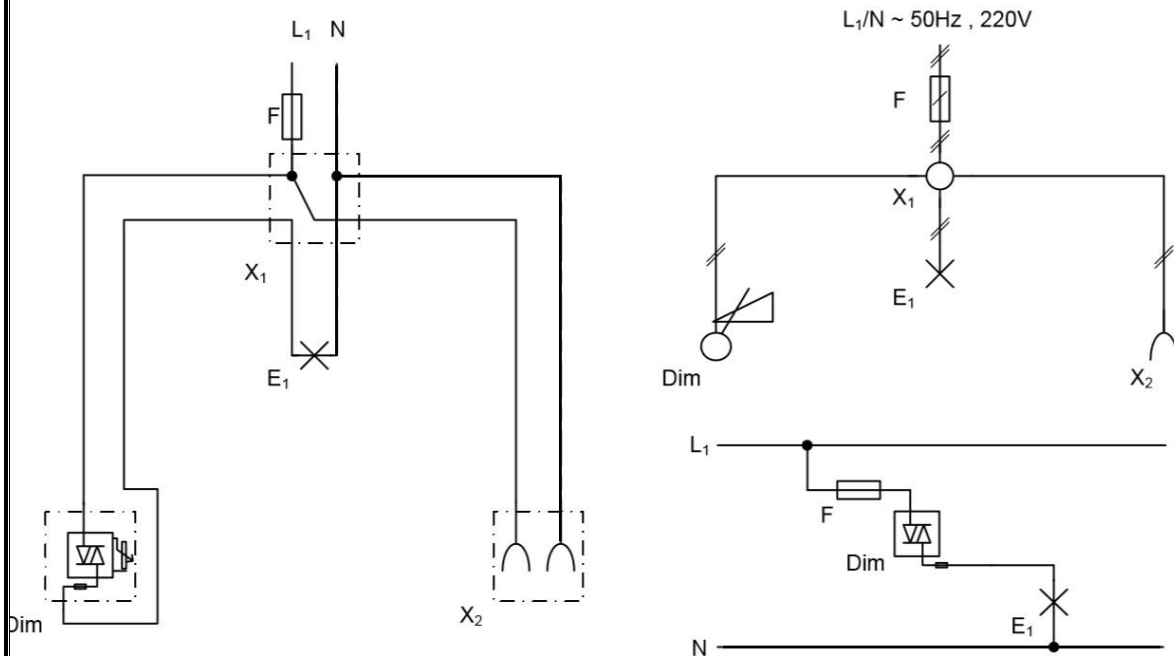 L₁ N
F
X₁
E₁
Dim
X₂
L₁/N ~ 50Hz , 220V
F
X₁
E₁
Dim
X₂
L₁
F
Dim
E₁
N